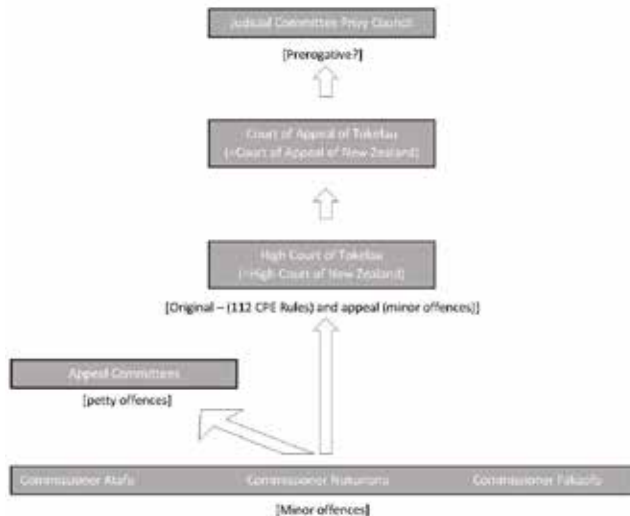 Judicial Committee Privy Council
[Prerogative?]
Court of Appeal of Tokelau
(=Court of Appeal of New Zealand)
High Court of Tokelau
(=High Court of New Zealand)
[Original – (112 CPE Rules) and appeal (minor offences)]
Appeal Committees
[petty offences]
Commissioner Atafu Commissioner Nukunonu Commissioner Fakaofo
[Minor offences]